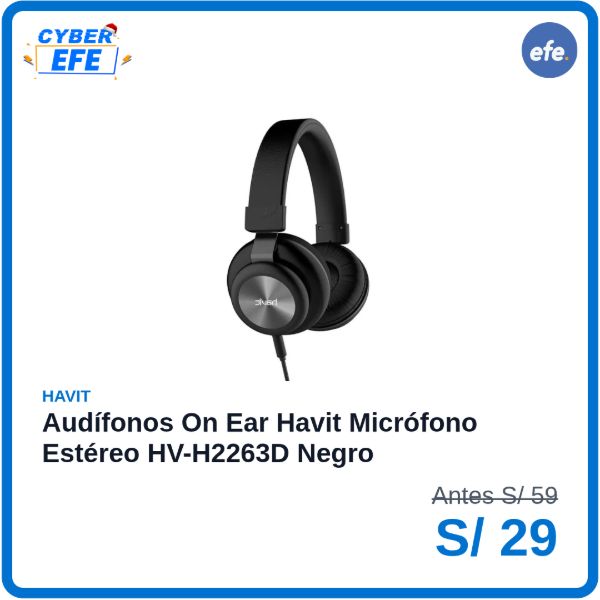 CYBER
EFE
efe.
HAVIT
Audífonos On Ear Havit Micrófono
Estéreo HV-H2263D Negro
Antes S/ 59
S/ 29